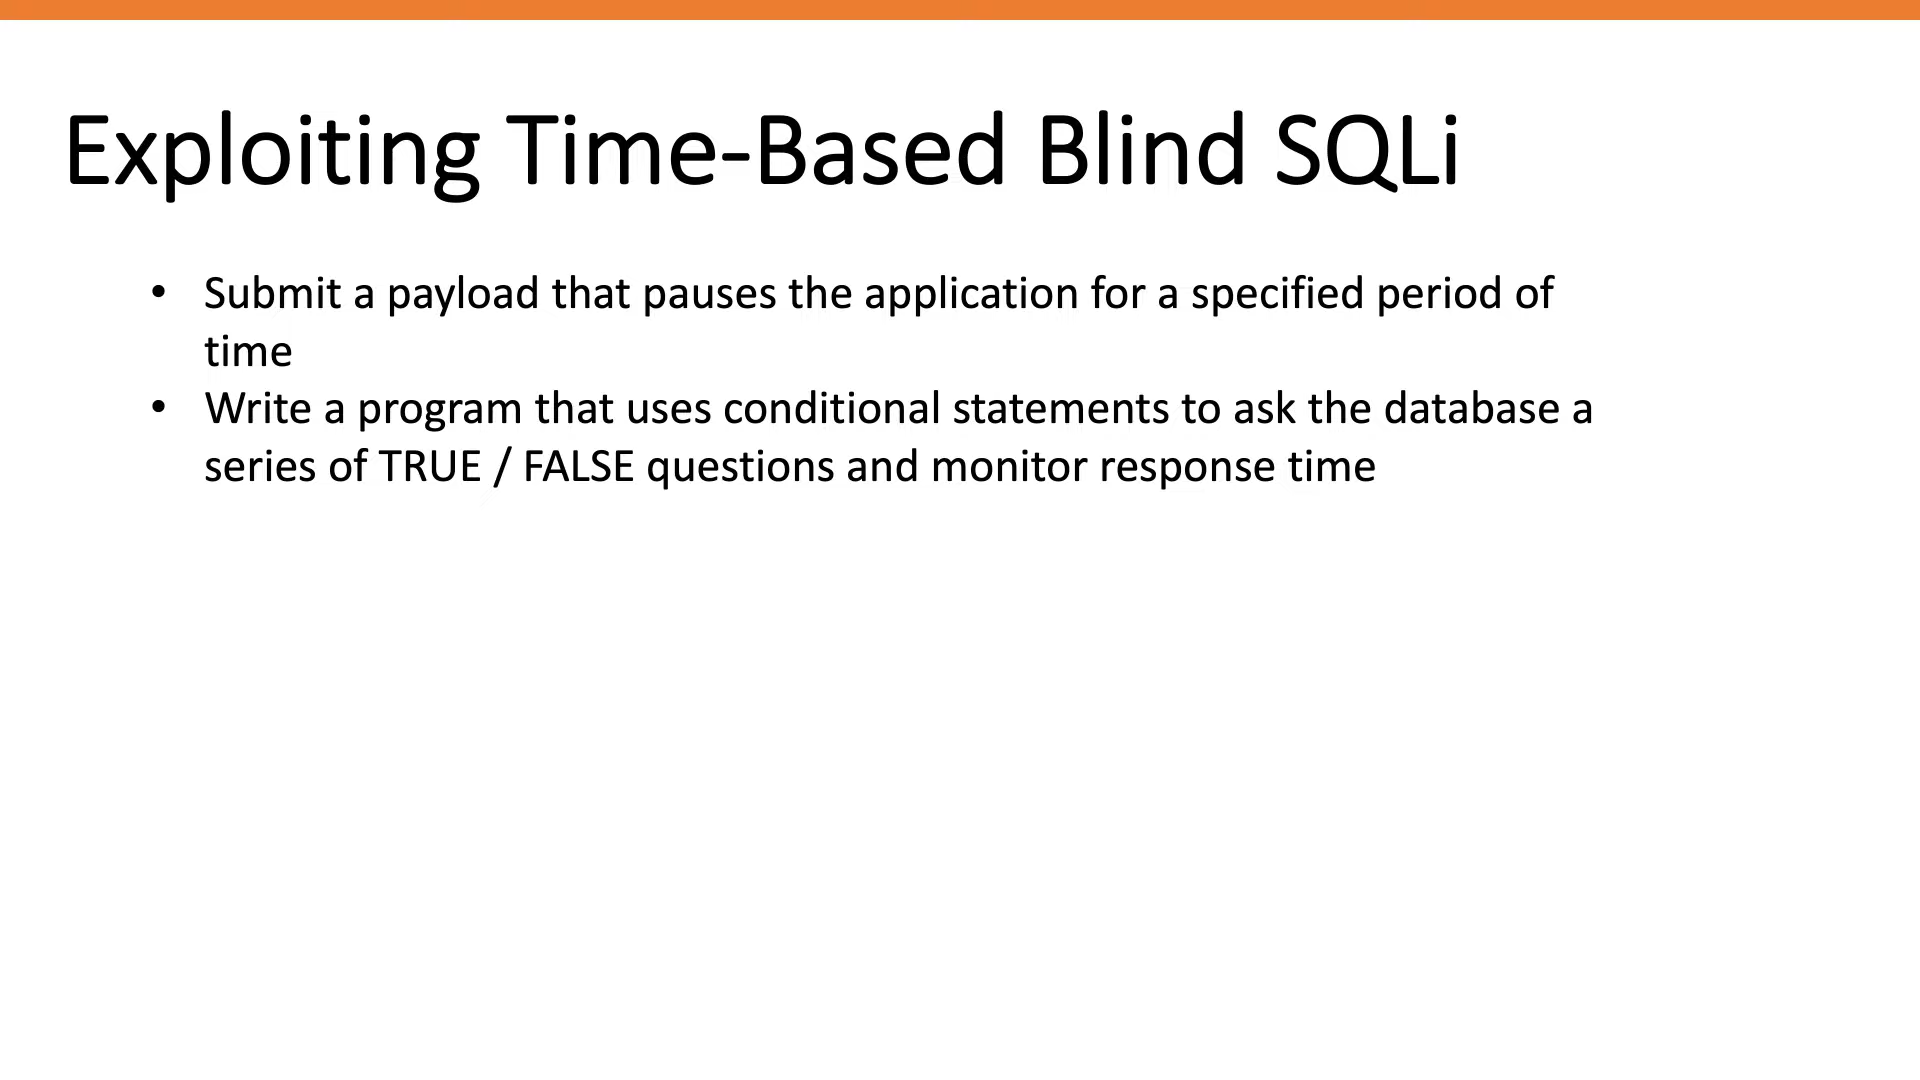 Exploiting Time-Based Blind SQLi
• Submit a payload that pauses the application for a specified period of
time
• Write a program that uses conditional statements to ask the database a
series of TRUE / FALSE questions and monitor response time